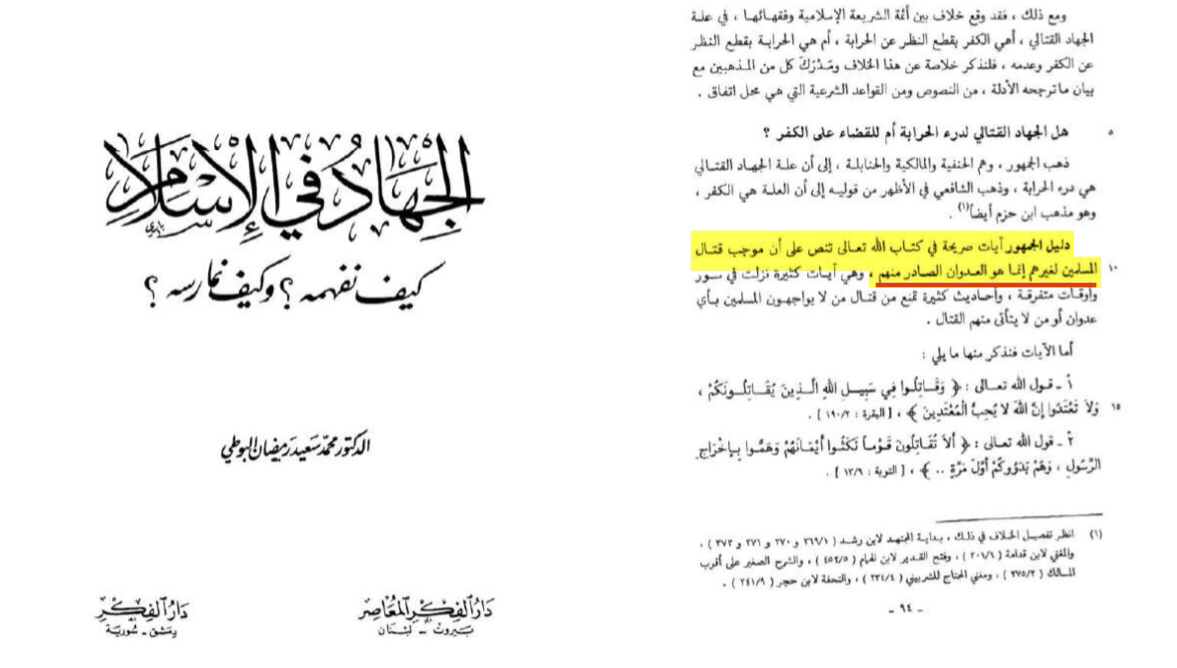 الجهاد في الإسلام
كيف نفهمه؟ وكيف نمارسه؟
الدكتور محمد سعيد رمضان البوطي
دار الفكر المعاصر
بيروت - لبنان
دار الفكر
دمشق - سورية
ومع ذلك ، فقد وقع خلاف بين أئمة الشريعة الإسلامية وفقهائها ، في علة
الجهاد القتالي ، أهي الكفر بقطع النظر عن الحرابة ، أم هي الحرابة بقطع النظر
عن الكفر وعدمه ، فلنذكر خلاصة عن هذا الخلاف ومَدْرَكَ كل من المذهبين مع
بيان ماترجحه الأدلة ، من النصوص ومن القواعد الشرعية التي هي محل اتفاق .
٥ هل الجهاد القتالي لدرء الحرابة أم للقضاء على الكفر ؟
ذهب الجمهور ، وهم الحنفية والمالكية والحنابلة ، إلى أن علة الجهاد القتالي
هي درء الحرابة ، وذهب الشافعي في الأظهر من قوليه إلى أن العلة هي الكفر ،
وهو مذهب ابن حزم أيضاً(١) .
دليل الجمهور آيات صريحة في كتاب الله تعالى تنص على أن موجب قتال
١٠ المسلمين لغيرهم إنما هو العدوان الصادر منهم ، وهي آيات كثيرة نزلت في سور
وأوقات متفرقة ، وأحاديث كثيرة تمنع من قتال من لا يواجهون المسلمين بأي
عدوان أو من لا يتأتى منهم القتال .
أما الآيات فنذكر منها ما يلي :
١ً ـ قول الله تعالى : ﴿ وَقَاتِلُوا فِي سَبِيلِ اللهِ الَّذِينَ يُقَاتِلُونَكُمْ ،
١٥ وَلاَ تَعْتَدُوا إِنَّ اللهَ لا يُحِبُّ الْمُعْتَدِينَ ﴾ ، [ البقرة : ١٩٠/٢ ] .
٢ً ـ قول الله تعالى : ﴿ أَلاَ تُقَاتِلُونَ قَوْماً نَكَثُوا أَيْمَانَهُمْ وَهَمُّوا بِإِخْرَاجِ
الرَّسُولِ ، وَهُمْ بَدَؤُوكُمْ أَوَّلَ مَرَّةٍ .. ﴾ ، [ التوبة : ١٣/٩ ] .
(١) انظر تفصيل الخلاف في ذلك ، بداية المجتهد لابن رشد ( ٣٦٩/١ و ٣٧٠ و ٣٧١ و ٣٧٢ ) ،
والمغني لابن قدامة ( ٣٠١/٩ ) ، وفتح القدير لابن الهمام ( ٤٥٢/٥ ) ، والشرح الصغير على أقرب
المسالك ( ٢٧٥/٢ ) . ومغني المحتاج للشربيني ( ٢٣٤/٤ ) ، والتحفة لابن حجر ( ٢٤١/٩ ) .
- ٩٤ -